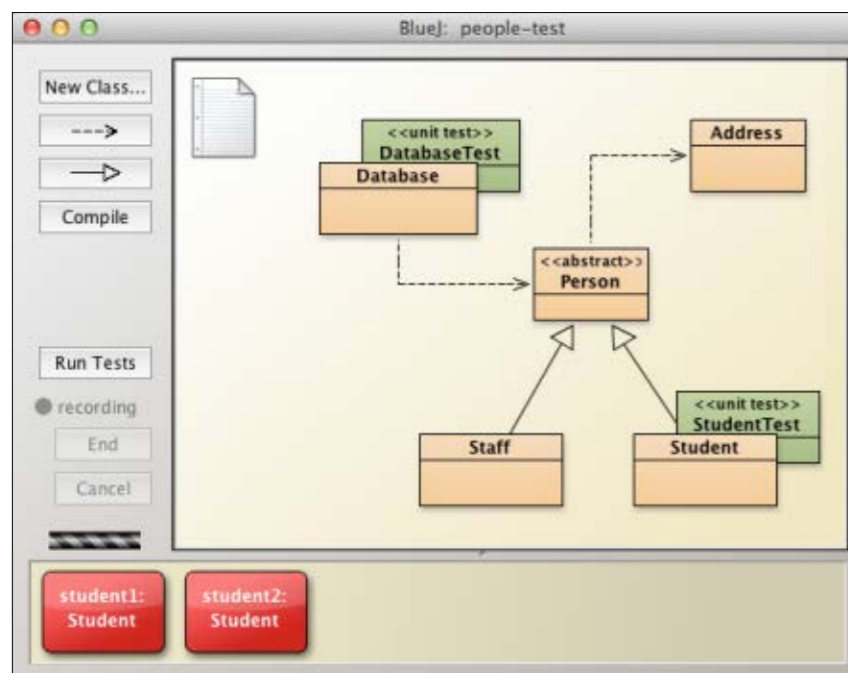 BlueJ: people-test
New Class...
Compile
Run Tests
recording
End
Cancel
<<unit test>>
DatabaseTest
Database
Address
<<abstract>>
Person
<<unit test>>
StudentTest
Staff
Student
student1:
Student
student2:
Student